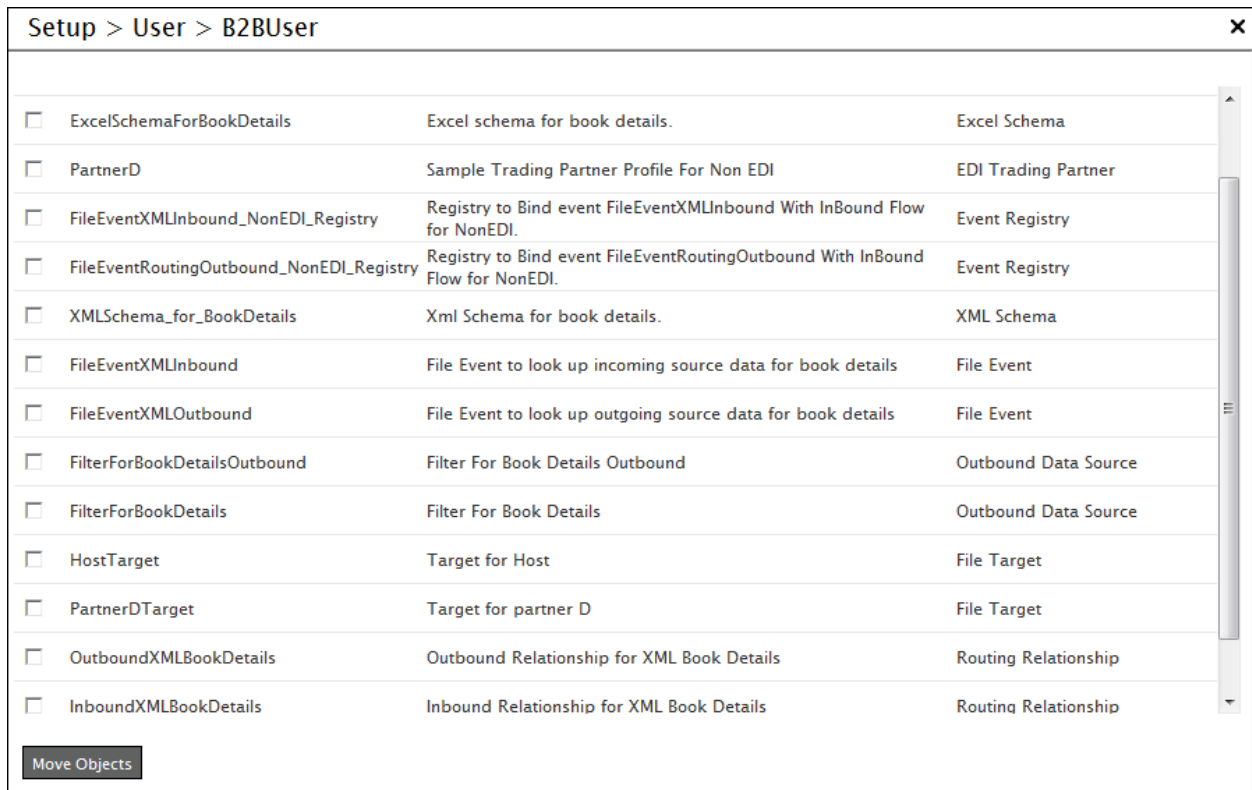 Setup > User > B2BUser
ExcelSchemaForBookDetails Excel schema for book details. Excel Schema
PartnerD Sample Trading Partner Profile For Non EDI EDI Trading Partner
FileEventXMLInbound_NonEDI_Registry Registry to Bind event FileEventXMLInbound With InBound Flow for NonEDI. Event Registry
FileEventRoutingOutbound_NonEDI_Registry Registry to Bind event FileEventRoutingOutbound With InBound Flow for NonEDI. Event Registry
XMLSchema_for_BookDetails Xml Schema for book details. XML Schema
FileEventXMLInbound File Event to look up incoming source data for book details File Event
FileEventXMLOutbound File Event to look up outgoing source data for book details File Event
FilterForBookDetailsOutbound Filter For Book Details Outbound Outbound Data Source
FilterForBookDetails Filter For Book Details Outbound Data Source
HostTarget Target for Host File Target
PartnerDTarget Target for partner D File Target
OutboundXMLBookDetails Outbound Relationship for XML Book Details Routing Relationship
InboundXMLBookDetails Inbound Relationship for XML Book Details Routing Relationship
Move Objects